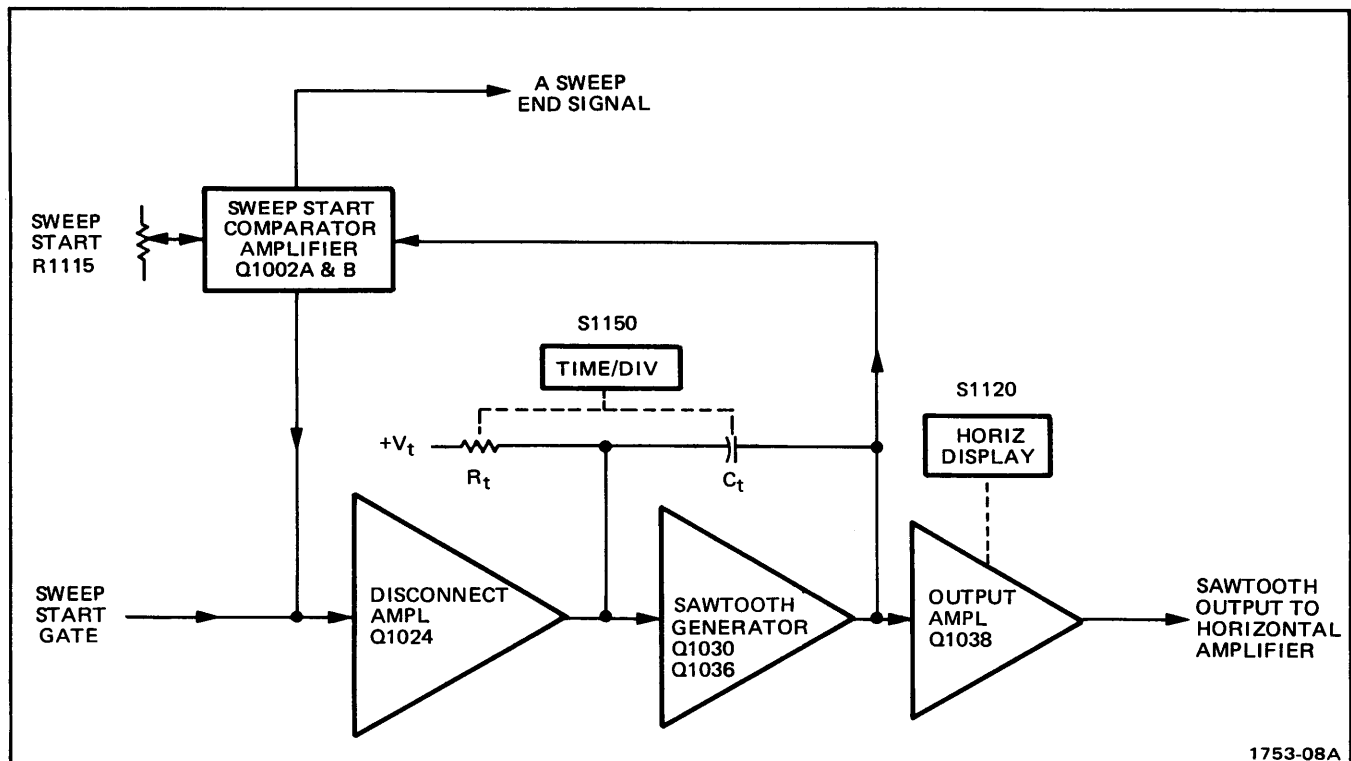 A SWEEP
END SIGNAL
SWEEP
START
R1115
SWEEP START
COMPARATOR
AMPLIFIER
Q1002A & B
S1150
TIME/DIV
S1120
HORIZ
DISPLAY
+Vt
Rt
Ct
SWEEP
START
GATE
DISCONNECT
AMPL
Q1024
SAWTOOTH
GENERATOR
Q1030
Q1036
OUTPUT
AMPL
Q1038
SAWTOOTH
OUTPUT TO
HORIZONTAL
AMPLIFIER
1753-08A